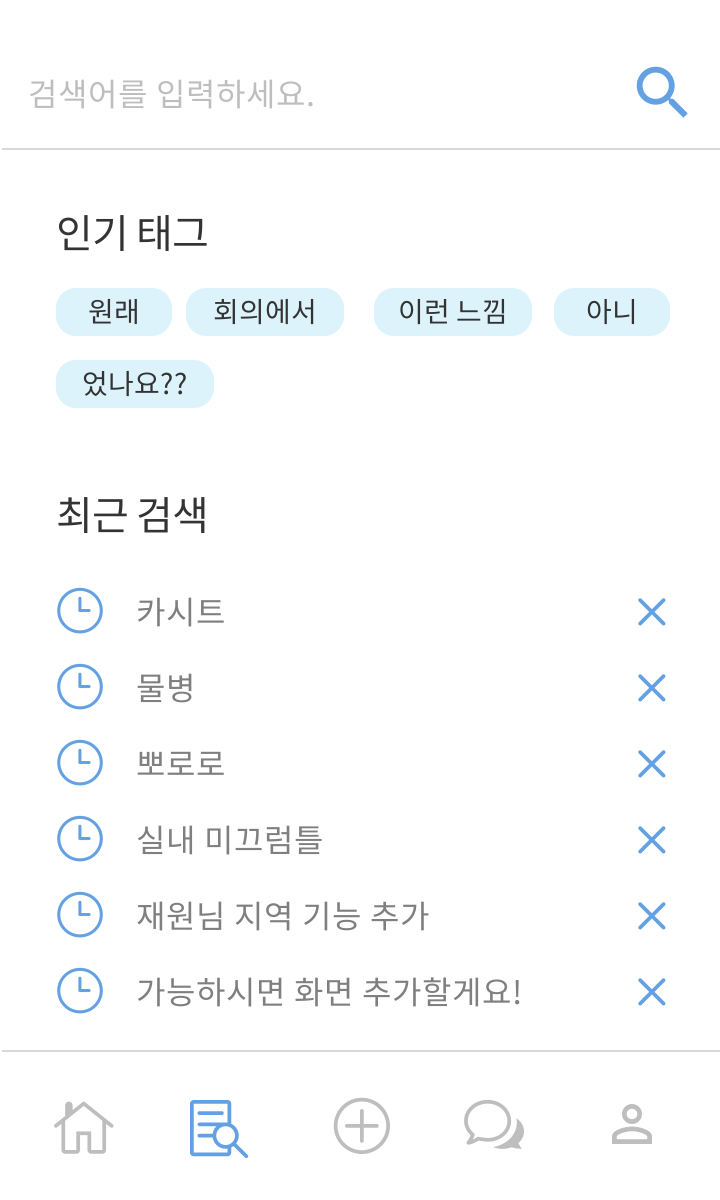 검색어를 입력하세요.
인기 태그
원래 회의에서 이런 느낌 아니
었나요??
최근 검색
카시트
물병
뽀로로
실내 미끄럼틀
재원님 지역 기능 추가
가능하시면 화면 추가할게요!